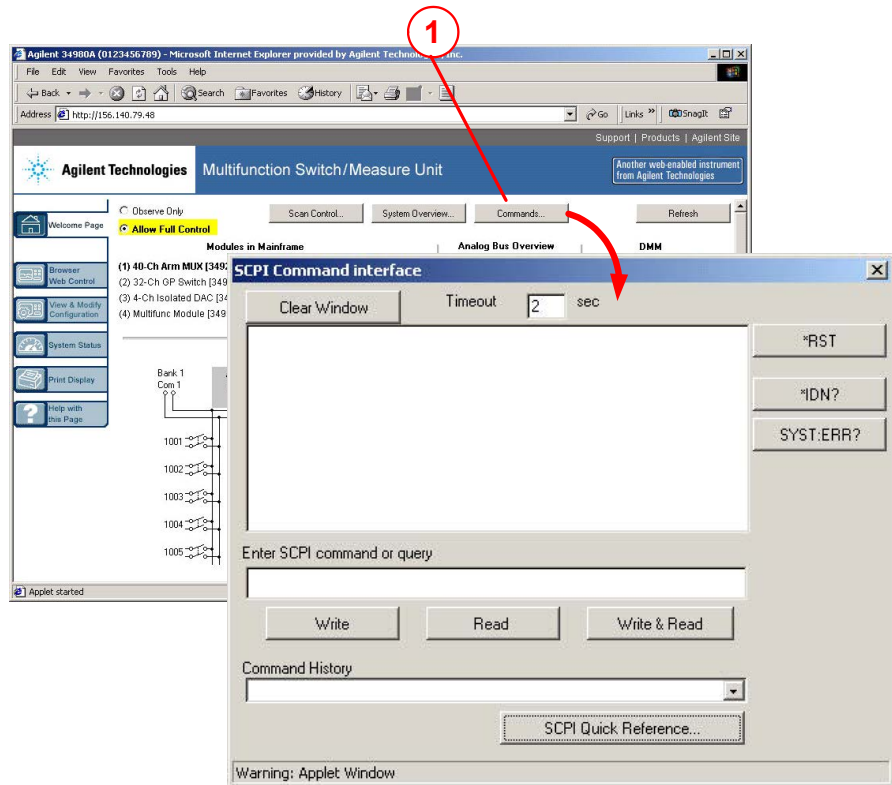 1
Agilent 34980A (0123456789) - Microsoft Internet Explorer provided by Agilent Technologies, Inc.
File Edit View Favorites Tools Help
Back Search Favorites History
Address http://156.140.79.48 Go Links » SnagIt
Support | Products | Agilent Site
Agilent Technologies Multifunction Switch/Measure Unit
Another web-enabled instrument
from Agilent Technologies
Welcome Page
Browser
Web Control
View & Modify
Configuration
System Status
Print Display
Help with
this Page
Observe Only
Allow Full Control
Scan Control... System Overview... Commands... Refresh
Modules in Mainframe Analog Bus Overview DMM
(1) 40-Ch Arm MUX [349
(2) 32-Ch GP Switch [349
(3) 4-Ch Isolated DAC [34
(4) Multifunc Module [349
Bank 1
Com 1
1001
1002
1003
1004
1005
Applet started
SCPI Command interface
Clear Window Timeout 2 sec
*RST
*IDN?
SYST:ERR?
Enter SCPI command or query
Write Read Write & Read
Command History
SCPI Quick Reference...
Warning: Applet Window